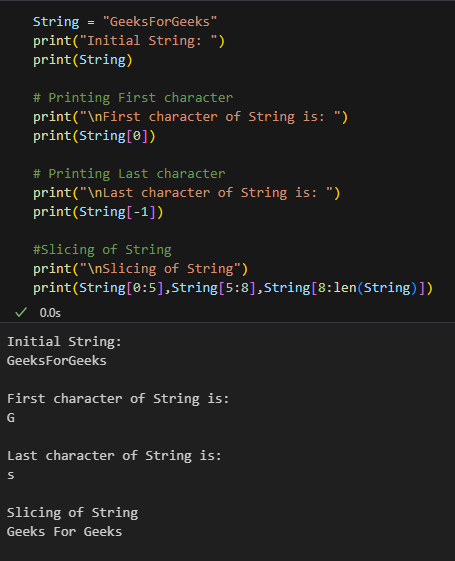 String = "GeeksForGeeks"
print("Initial String: ")
print(String)

# Printing First character
print("\nFirst character of String is: ")
print(String[0])

# Printing Last character
print("\nLast character of String is: ")
print(String[-1])

#Slicing of String
print("\nSlicing of String")
print(String[0:5],String[5:8],String[8:len(String)])
✓ 0.0s
Initial String:
GeeksForGeeks

First character of String is:
G

Last character of String is:
s

Slicing of String
Geeks For Geeks